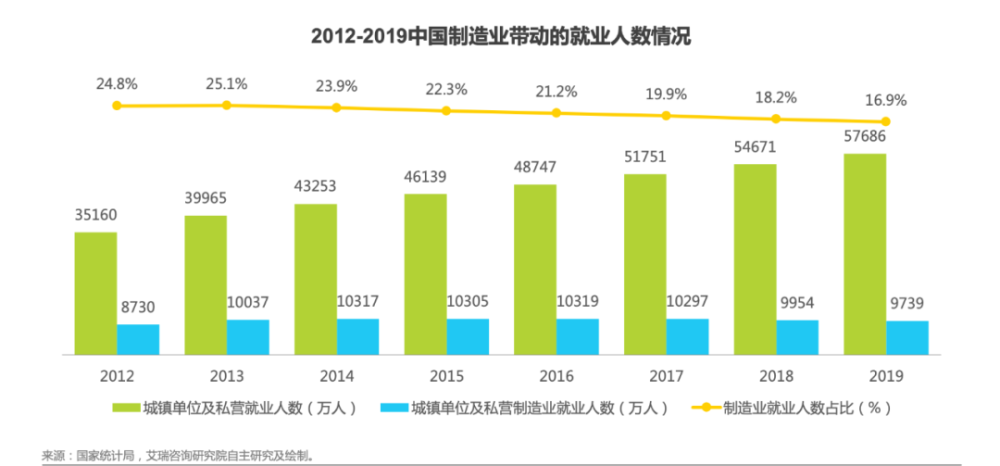 2012-2019中国制造业带动的就业人数情况
24.8% 25.1% 23.9% 22.3% 21.2% 19.9% 18.2% 16.9%
35160 39965 43253 46139 48747 51751 54671 57686
8730 10037 10317 10305 10319 10297 9954 9739
2012 2013 2014 2015 2016 2017 2018 2019
城镇单位及私营就业人数（万人） 城镇单位及私营制造业就业人数（万人） 制造业就业人数占比（%）
来源：国家统计局，艾瑞咨询研究院自主研究及绘制。